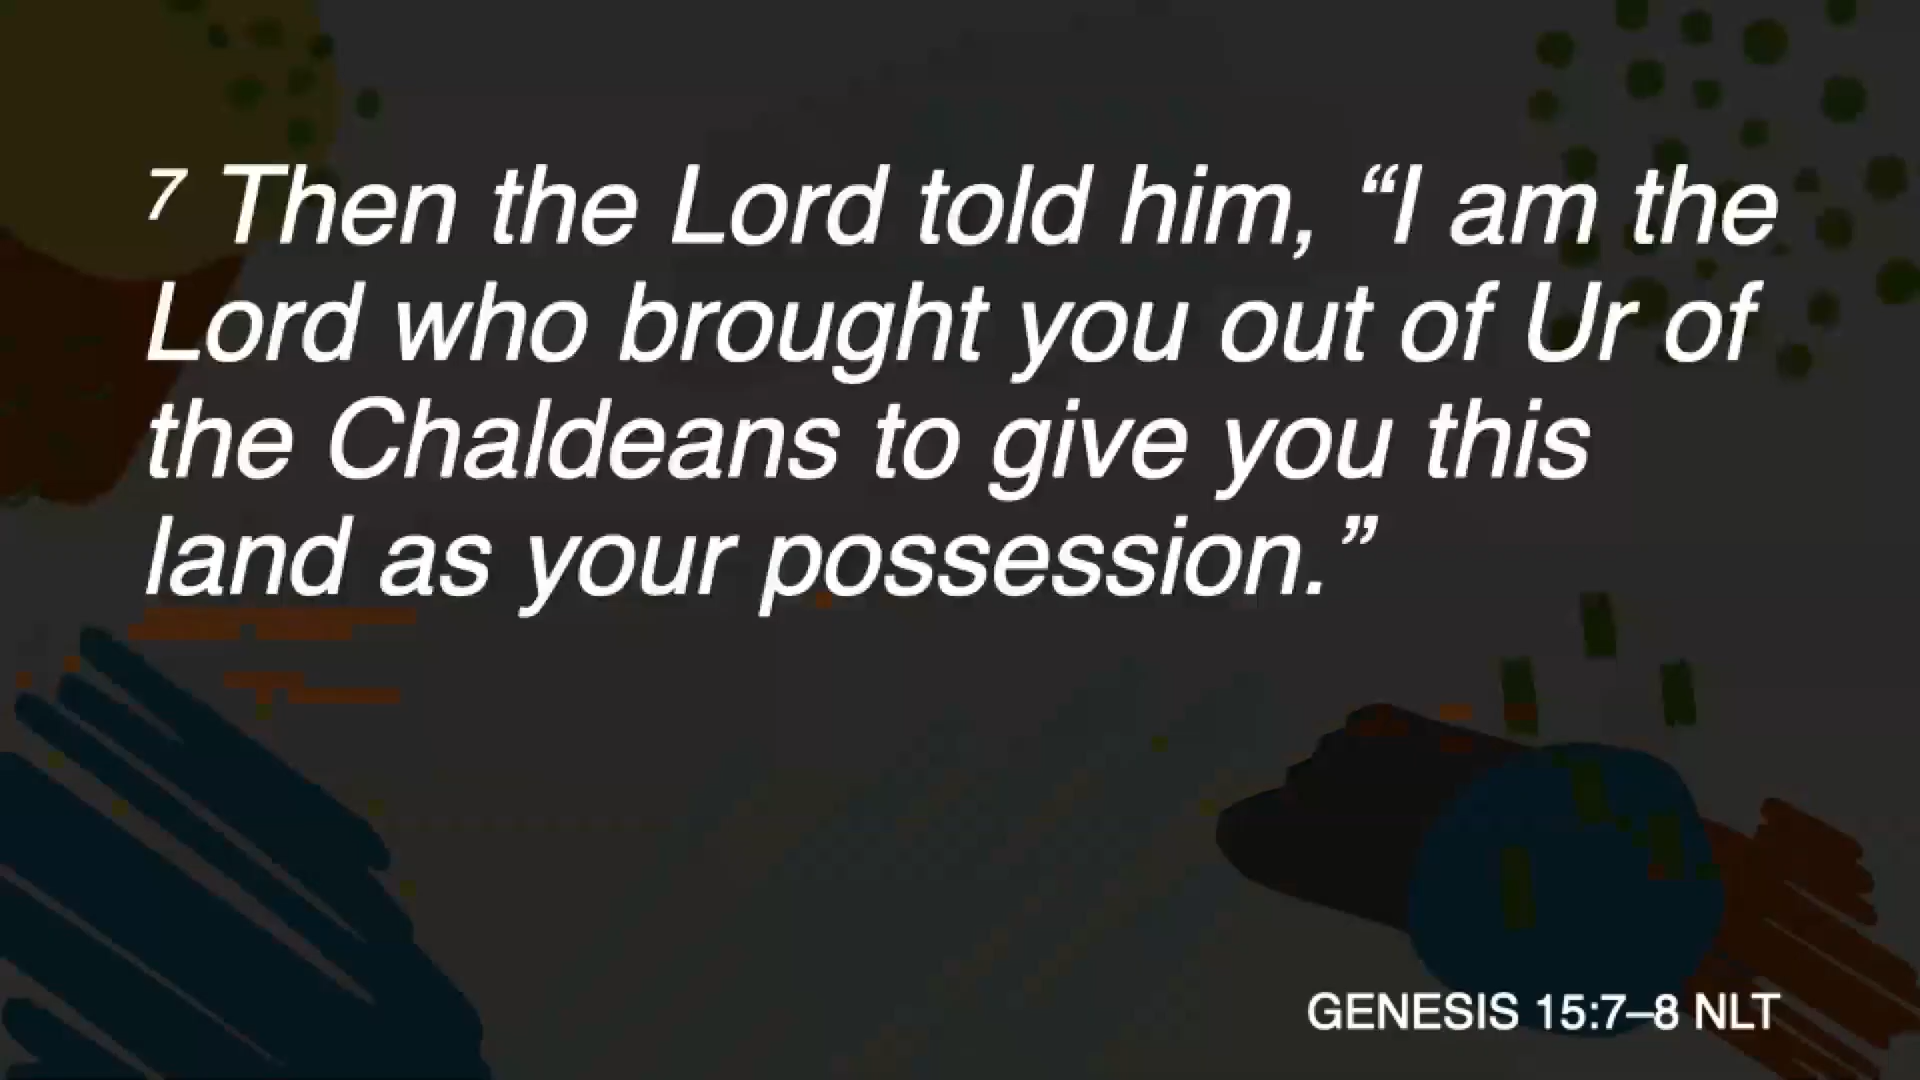 7 Then the Lord told him, “I am the
Lord who brought you out of Ur of
the Chaldeans to give you this
land as your possession.”
GENESIS 15:7–8 NLT